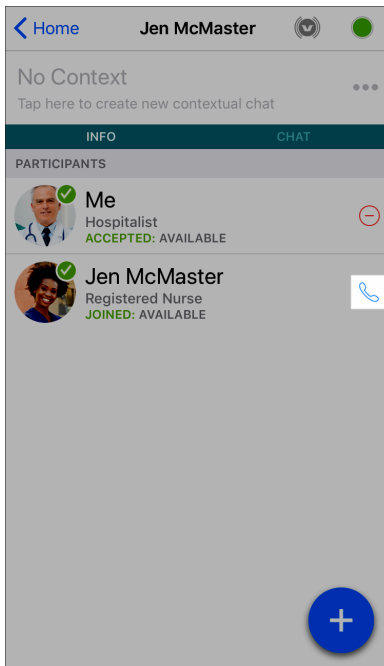 Home
Jen McMaster
No Context
Tap here to create new contextual chat
INFO
CHAT
PARTICIPANTS
Me
Hospitalist
ACCEPTED: AVAILABLE
Jen McMaster
Registered Nurse
JOINED: AVAILABLE